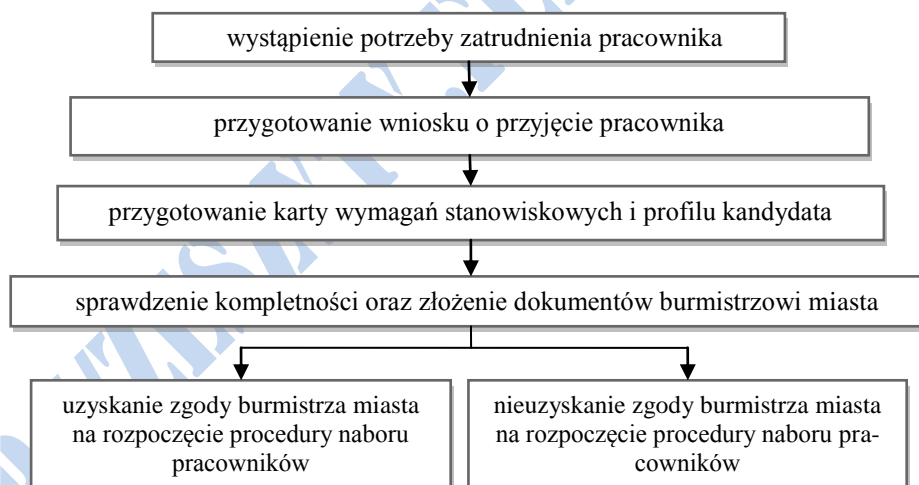 wystąpienie potrzeby zatrudnienia pracownika
przygotowanie wniosku o przyjęcie pracownika
przygotowanie karty wymagań stanowiskowych i profilu kandydata
sprawdzenie kompletności oraz złożenie dokumentów burmistrzowi miasta
uzyskanie zgody burmistrza miasta
na rozpoczęcie procedury naboru
pracowników
nieuzyskanie zgody burmistrza miasta
na rozpoczęcie procedury naboru pra-
cowników